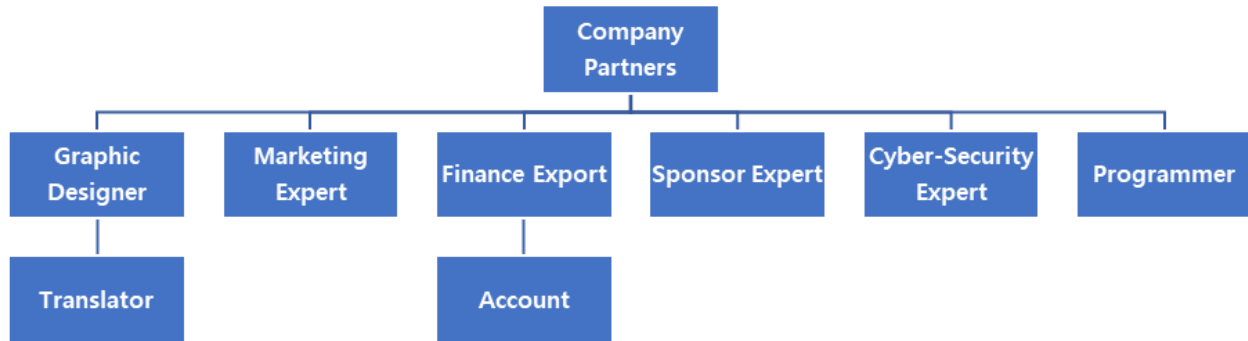 Company
Partners
Graphic
Designer
Marketing
Expert
Finance Export
Sponsor Expert
Cyber-Security
Expert
Programmer
Translator
Account